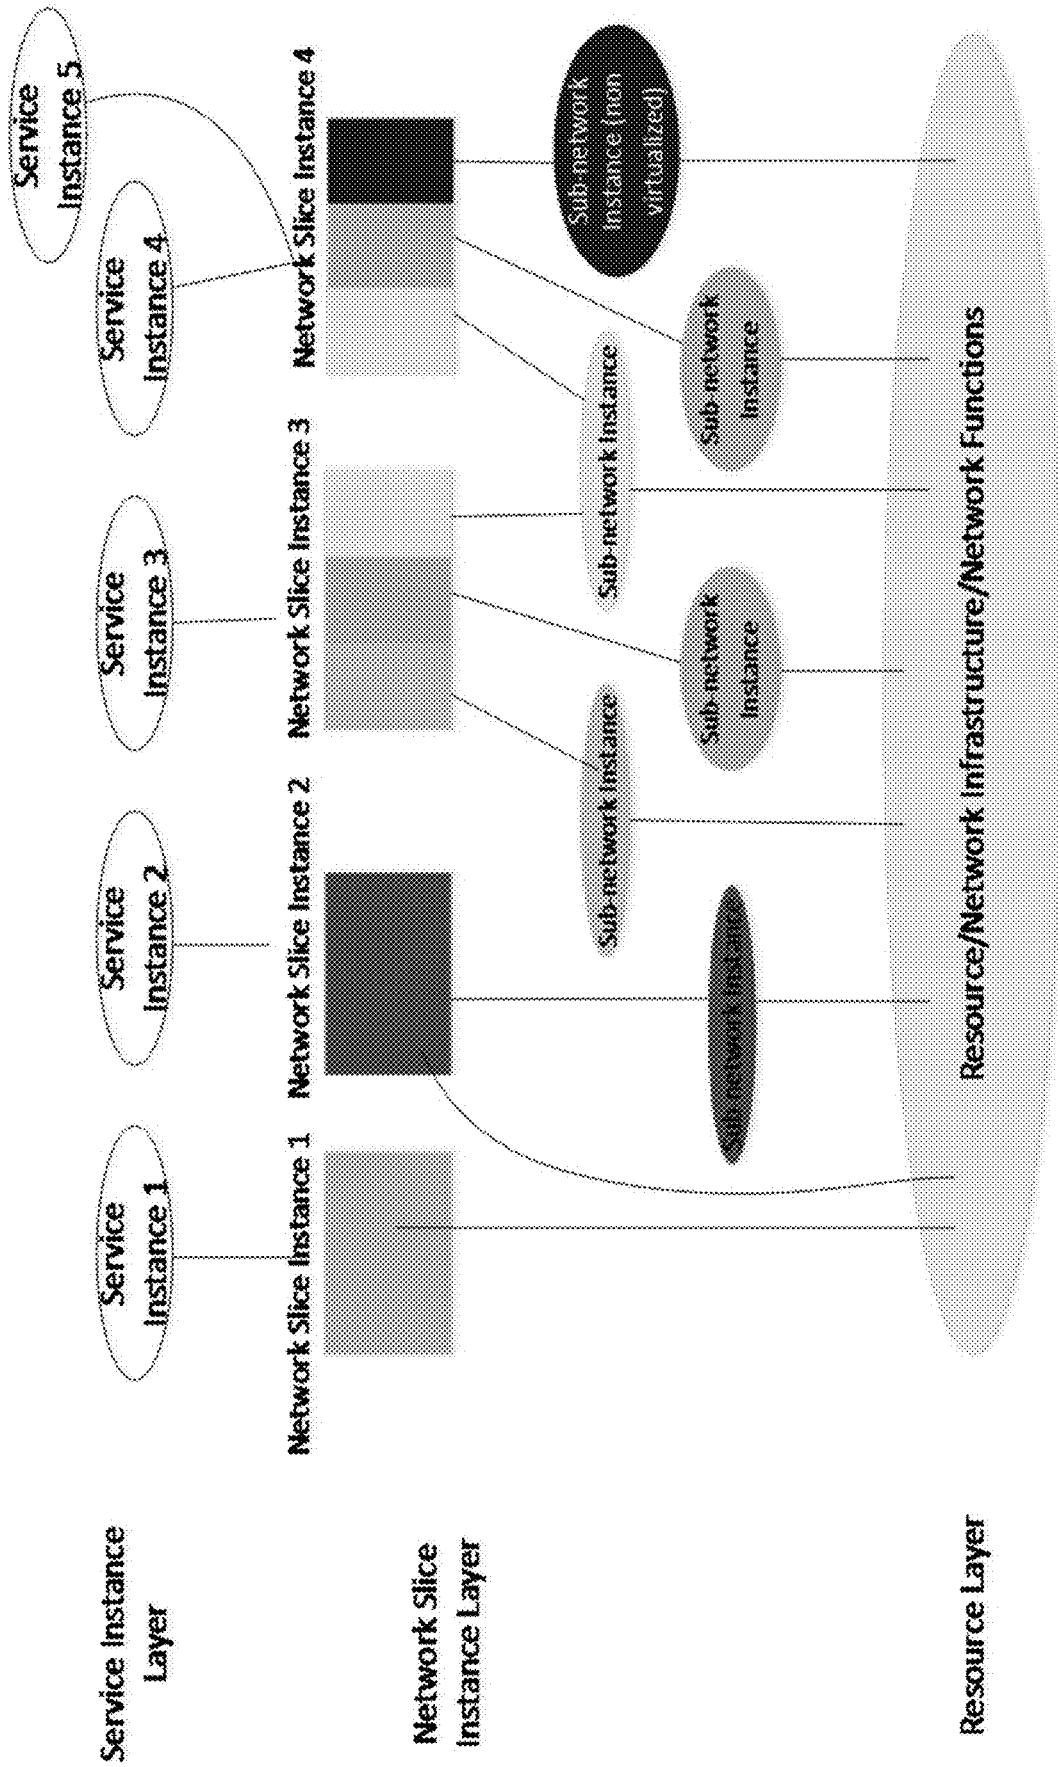 Service Instance
Layer
Service
Instance 1
Service
Instance 2
Service
Instance 3
Service
Instance 4
Service
Instance 5
Network Slice Instance 1
Network Slice Instance 2
Network Slice Instance 3
Network Slice Instance 4
Network Slice
Instance Layer
Sub-network Instance
Sub-network Instance
Sub-network
Instance
Sub-network Instance
Sub-network
Instance
Sub-network
Instance (non
virtualized)
Resource Layer
Resource/Network Infrastructure/Network Functions